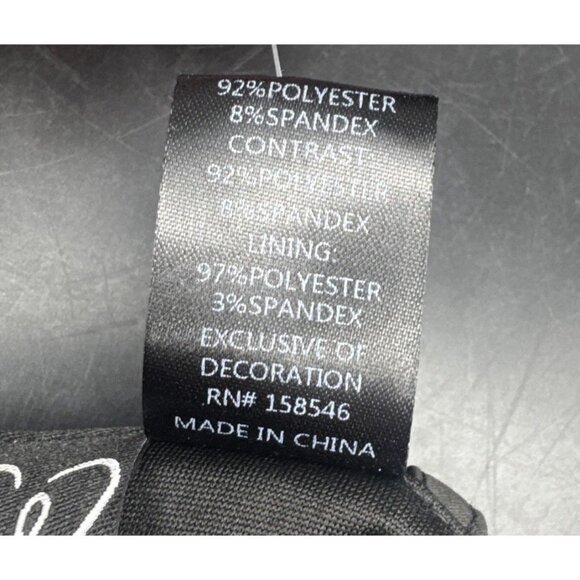 92%POLYESTER
8%SPANDEX
CONTRAST:
92%POLYESTER
8%SPANDEX
LINING:
97%POLYESTER
3%SPANDEX
EXCLUSIVE OF
DECORATION
RN# 158546
MADE IN CHINA